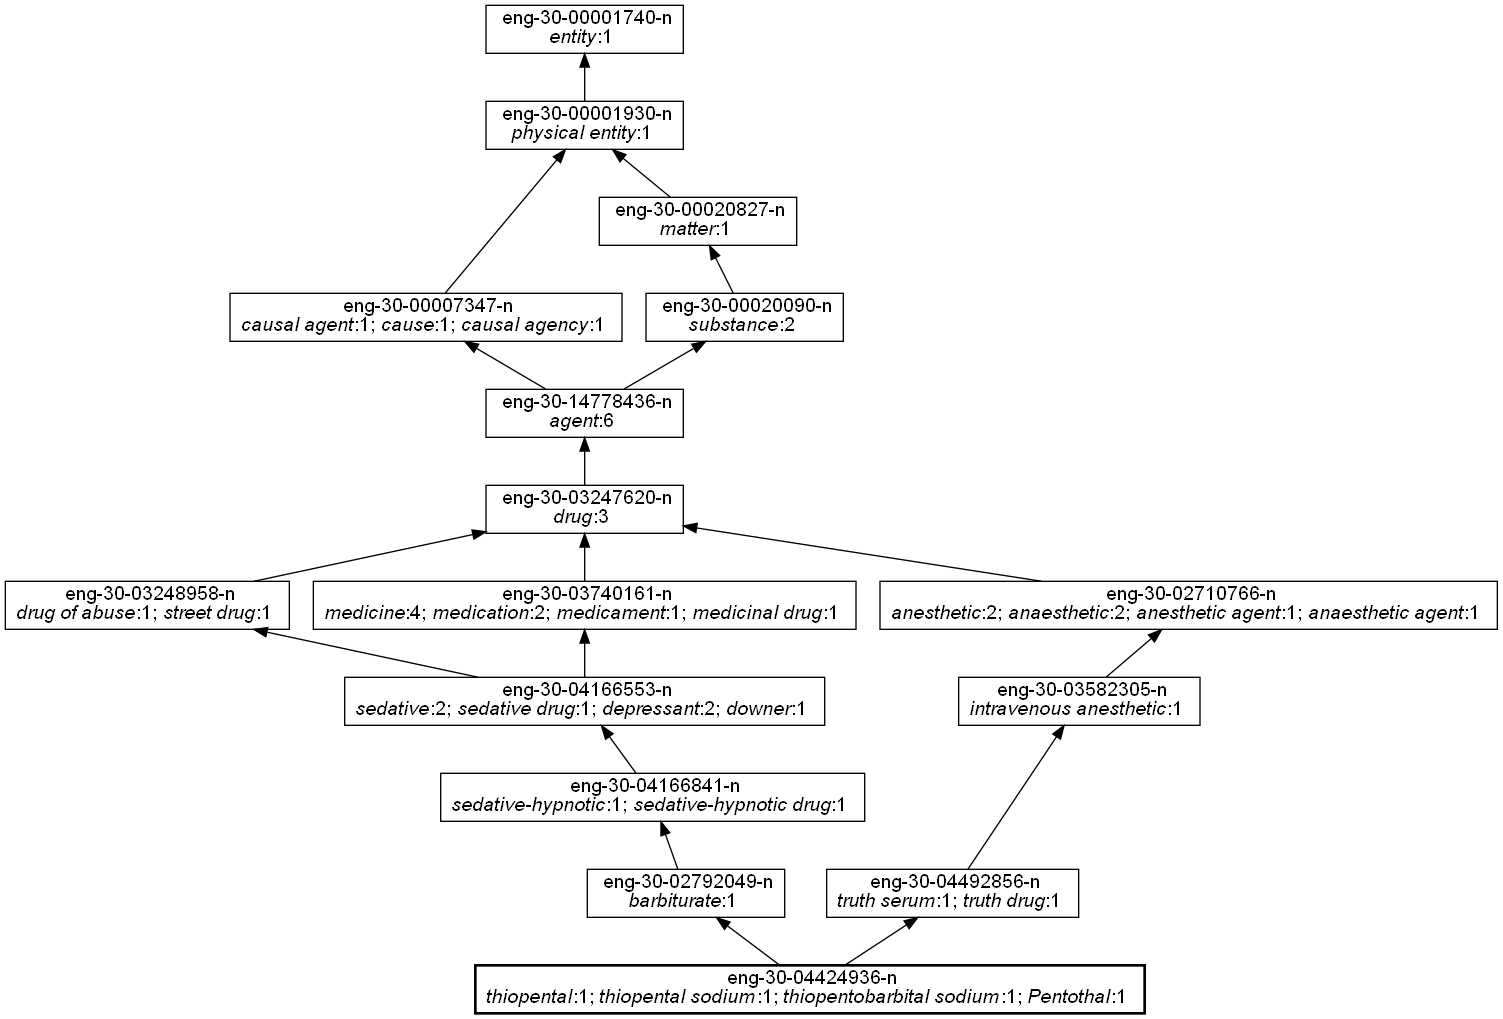 eng-30-00001740-n
entity:1
eng-30-00001930-n
physical entity:1
eng-30-00020827-n
matter:1
eng-30-00007347-n
causal agent:1; cause:1; causal agency:1
eng-30-00020090-n
substance:2
eng-30-14778436-n
agent:6
eng-30-03247620-n
drug:3
eng-30-03248958-n
drug of abuse:1; street drug:1
eng-30-03740161-n
medicine:4; medication:2; medicament:1; medicinal drug:1
eng-30-02710766-n
anesthetic:2; anaesthetic:2; anesthetic agent:1; anaesthetic agent:1
eng-30-04166553-n
sedative:2; sedative drug:1; depressant:2; downer:1
eng-30-03582305-n
intravenous anesthetic:1
eng-30-04166841-n
sedative-hypnotic:1; sedative-hypnotic drug:1
eng-30-02792049-n
barbiturate:1
eng-30-04492856-n
truth serum:1; truth drug:1
eng-30-04424936-n
thiopental:1; thiopental sodium:1; thiopentobarbital sodium:1; Pentothal:1